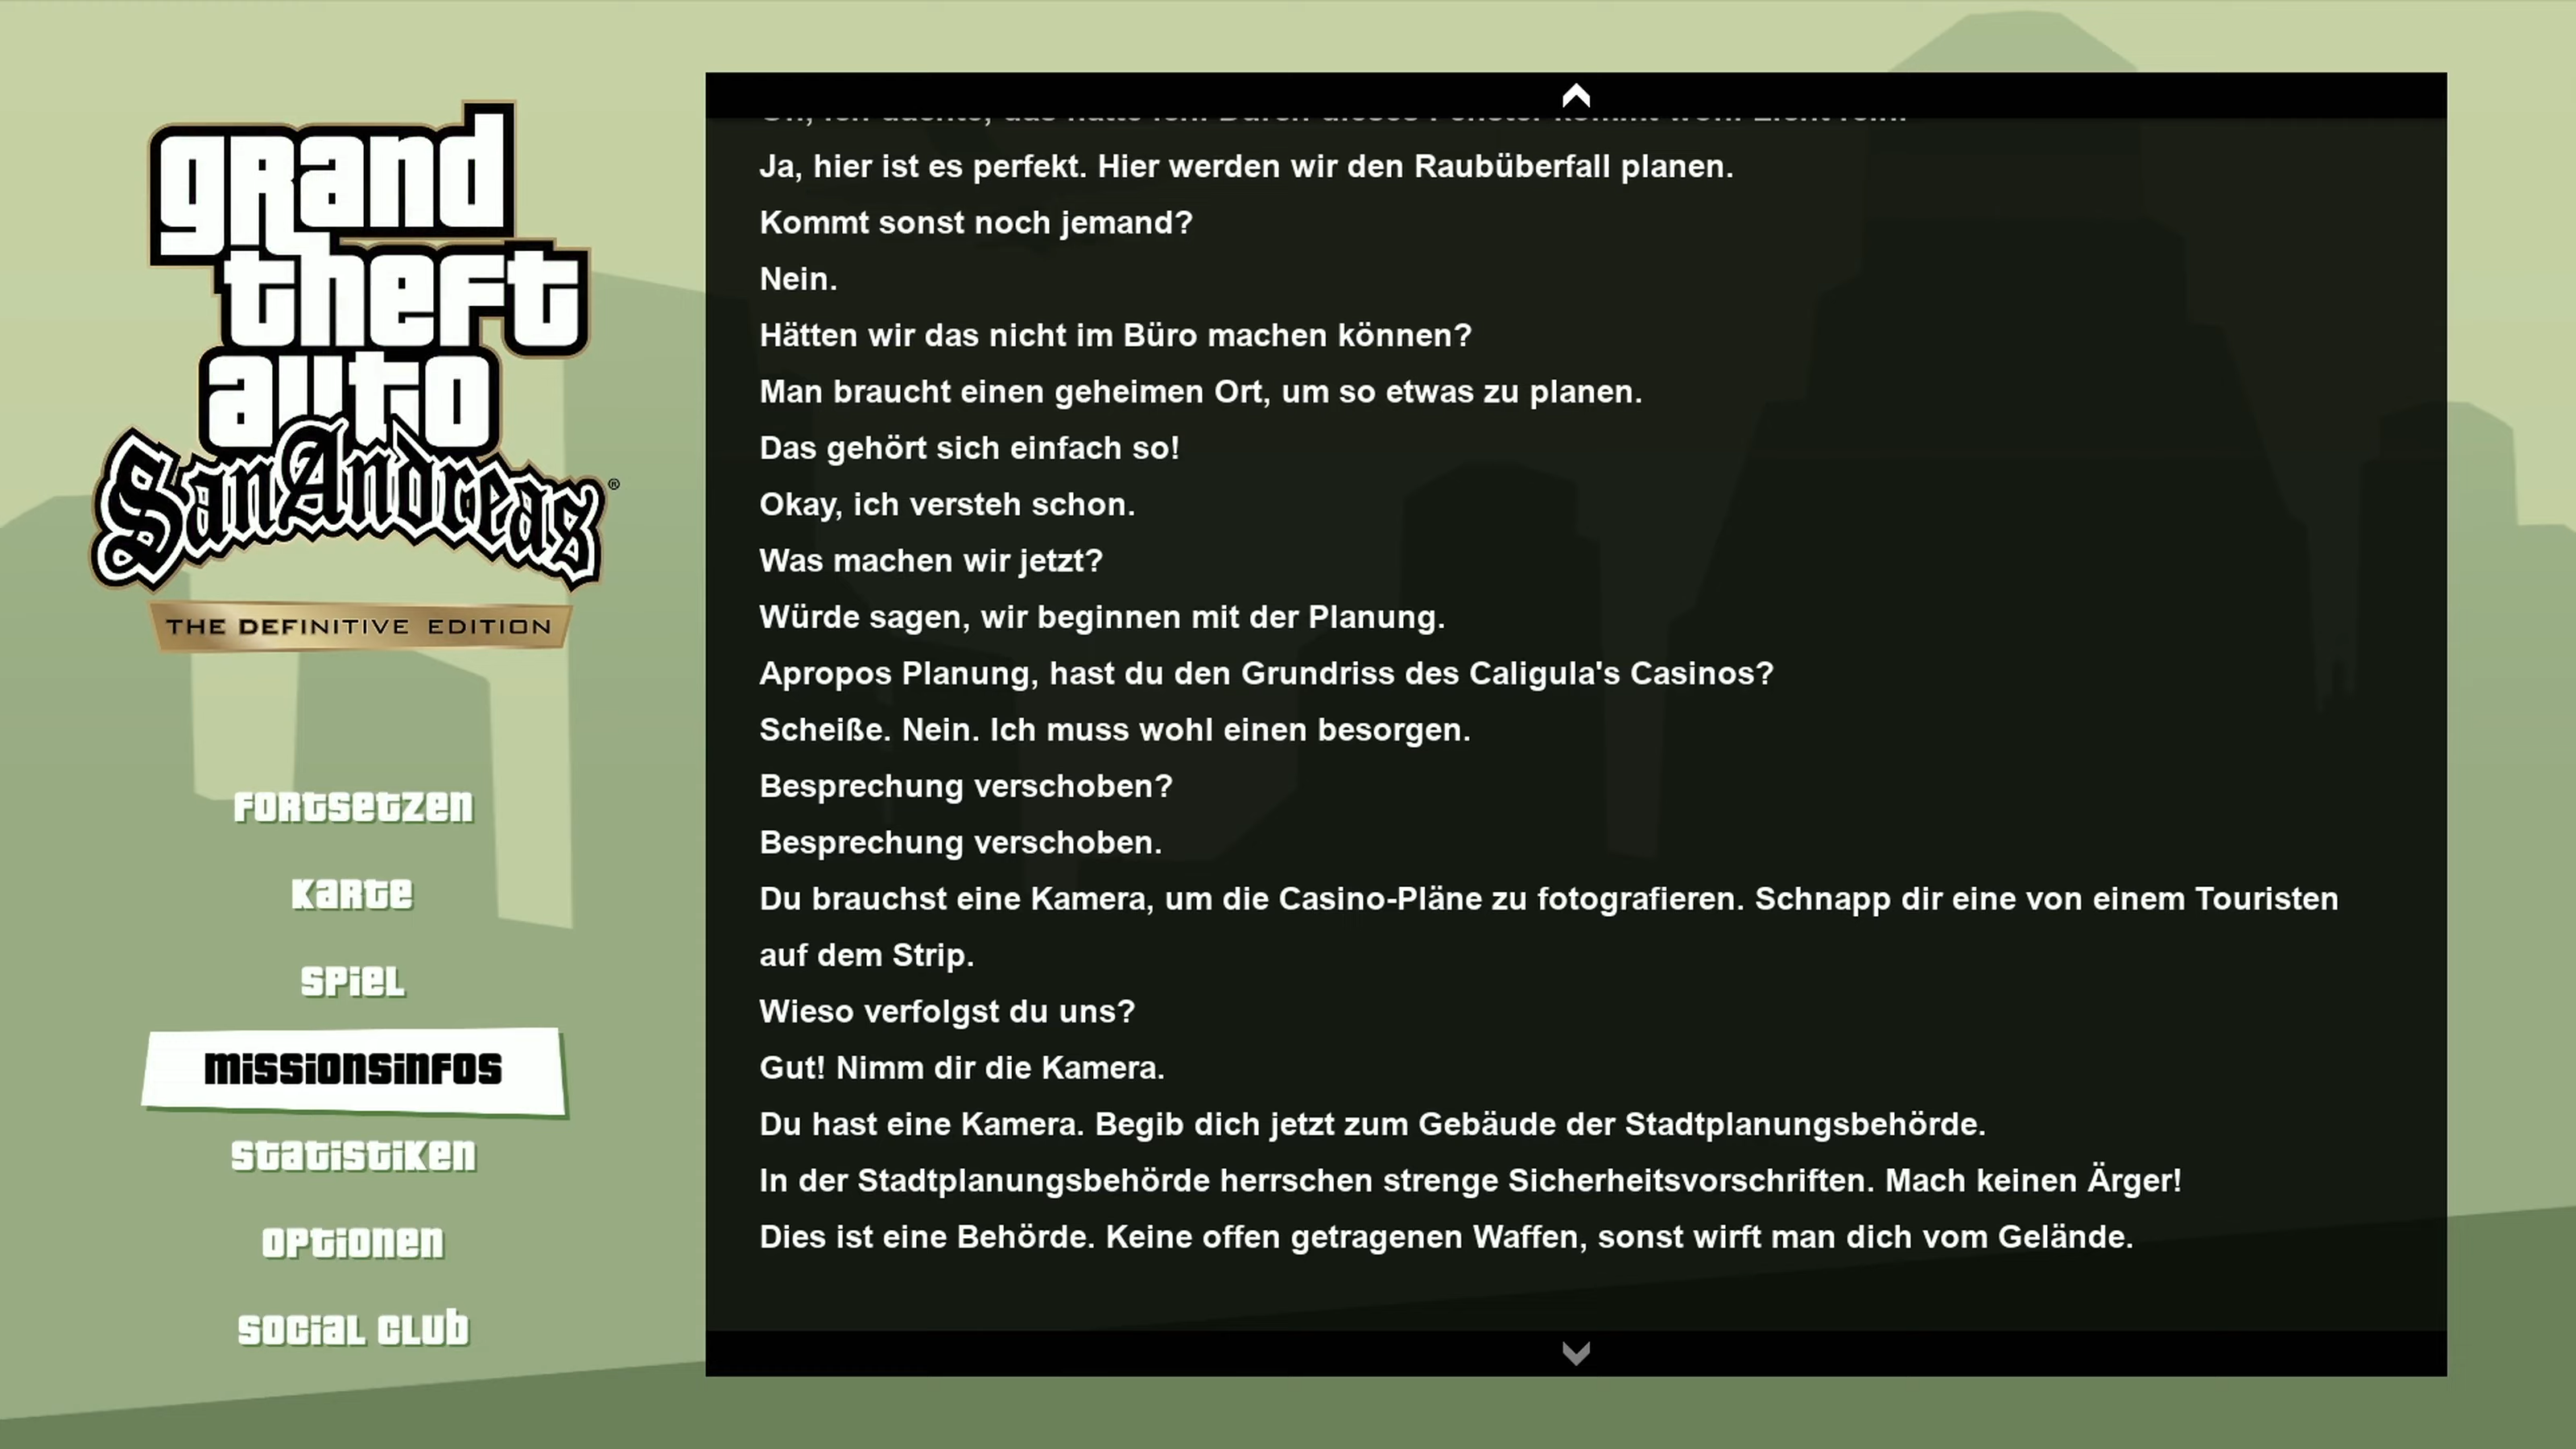 grand
theft
auto
San Andreas®
THE DEFINITIVE EDITION
Fortsetzen
Karte
Spiel
Missionsinfos
Statistiken
Optionen
Social Club
Ja, hier ist es perfekt. Hier werden wir den Raubüberfall planen.
Kommt sonst noch jemand?
Nein.
Hätten wir das nicht im Büro machen können?
Man braucht einen geheimen Ort, um so etwas zu planen.
Das gehört sich einfach so!
Okay, ich versteh schon.
Was machen wir jetzt?
Würde sagen, wir beginnen mit der Planung.
Apropos Planung, hast du den Grundriss des Caligula's Casinos?
Scheiße. Nein. Ich muss wohl einen besorgen.
Besprechung verschoben?
Besprechung verschoben.
Du brauchst eine Kamera, um die Casino-Pläne zu fotografieren. Schnapp dir eine von einem Touristen
auf dem Strip.
Wieso verfolgst du uns?
Gut! Nimm dir die Kamera.
Du hast eine Kamera. Begib dich jetzt zum Gebäude der Stadtplanungsbehörde.
In der Stadtplanungsbehörde herrschen strenge Sicherheitsvorschriften. Mach keinen Ärger!
Dies ist eine Behörde. Keine offen getragenen Waffen, sonst wirft man dich vom Gelände.